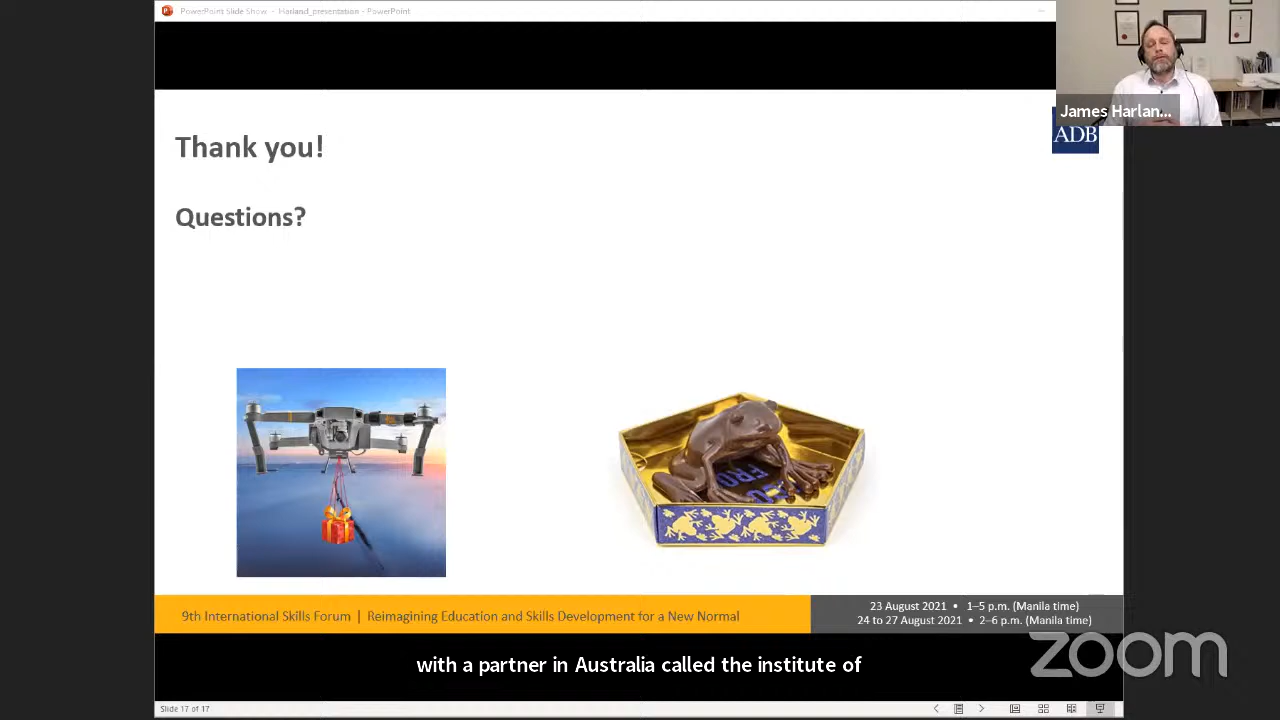 PowerPoint Slide Show - Harland_presentation - PowerPoint
James Harlan...
ADB
Thank you!
Questions?
9th International Skills Forum | Reimagining Education and Skills Development for a New Normal
23 August 2021 • 1–5 p.m. (Manila time)
24 to 27 August 2021 • 2–6 p.m. (Manila time)
with a partner in Australia called the institute of
zoom
Slide 17 of 17